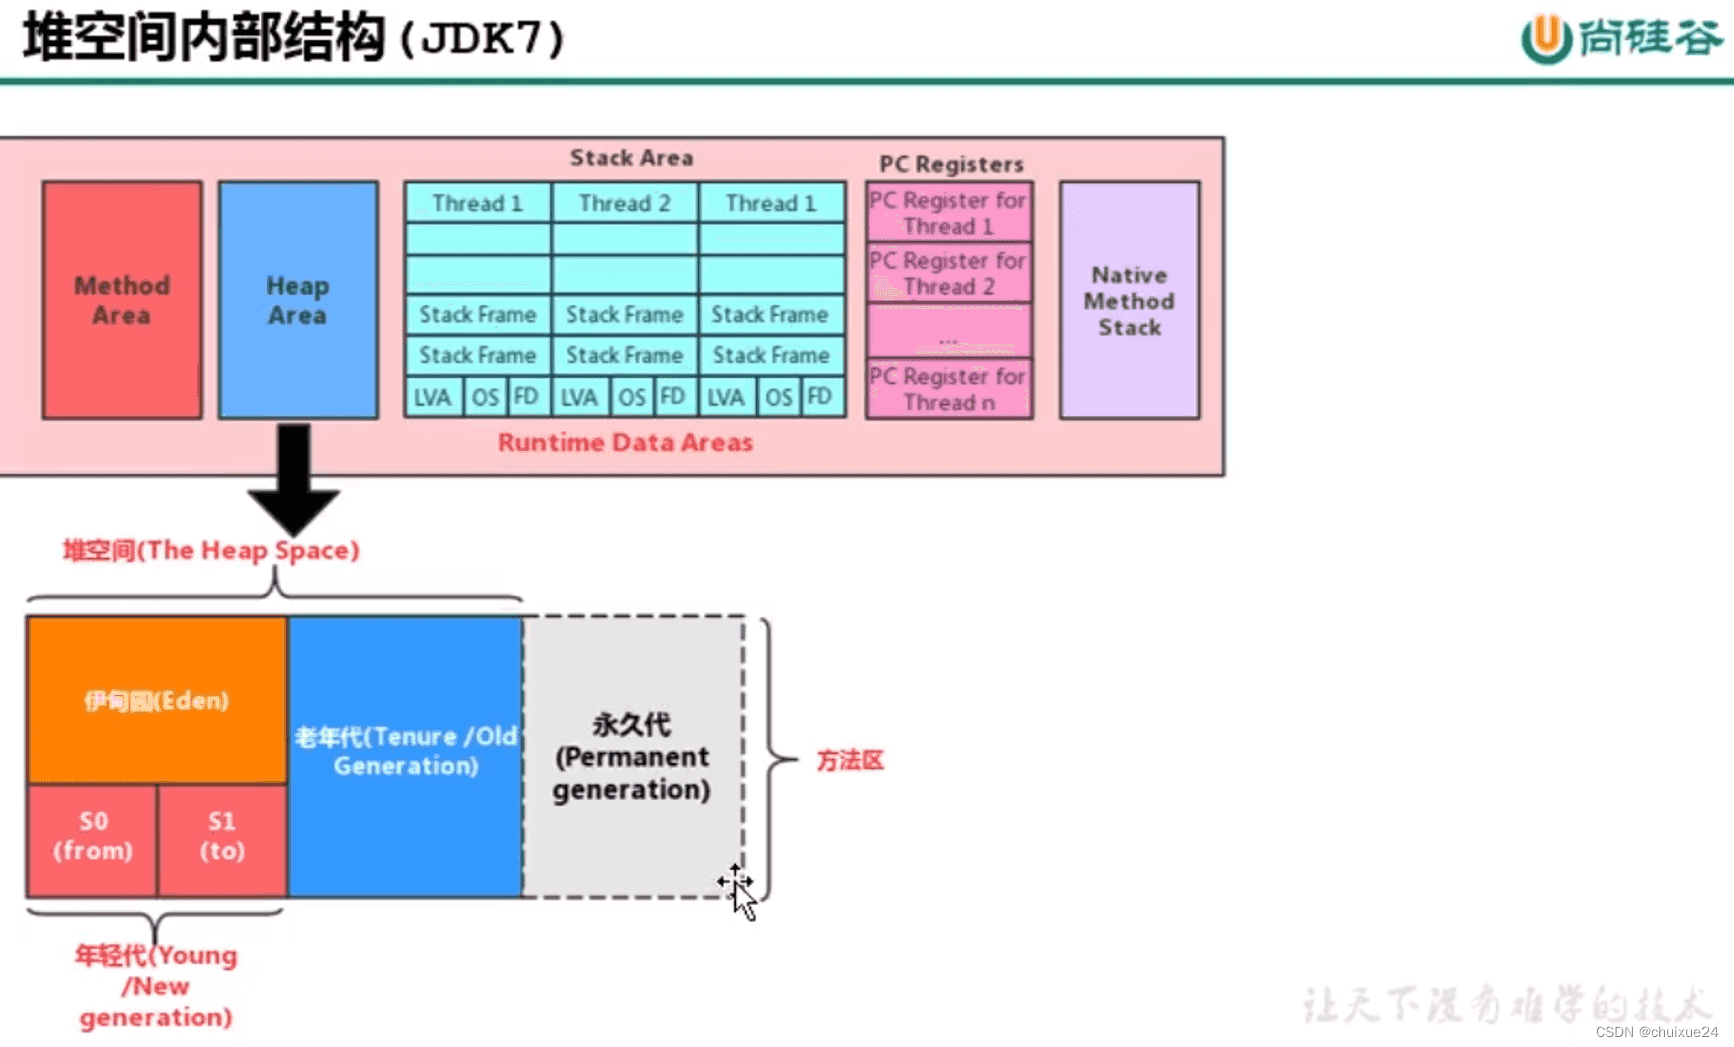 堆空间内部结构(JDK7)
尚硅谷
Stack Area
PC Registers
Method
Area
Heap
Area
Thread 1
Thread 2
Thread 1
Stack Frame
Stack Frame
Stack Frame
Stack Frame
Stack Frame
Stack Frame
LVA OS FD LVA OS FD LVA OS FD
PC Register for
Thread 1
PC Register for
Thread 2
...
PC Register for
Thread n
Native
Method
Stack
Runtime Data Areas
堆空间(The Heap Space)
伊甸园(Eden)
S0
(from)
S1
(to)
老年代(Tenure /Old
Generation)
永久代
(Permanent
generation)
方法区
年轻代(Young
/New
generation)
让天下没有难学的技术
CSDN @chuixue24